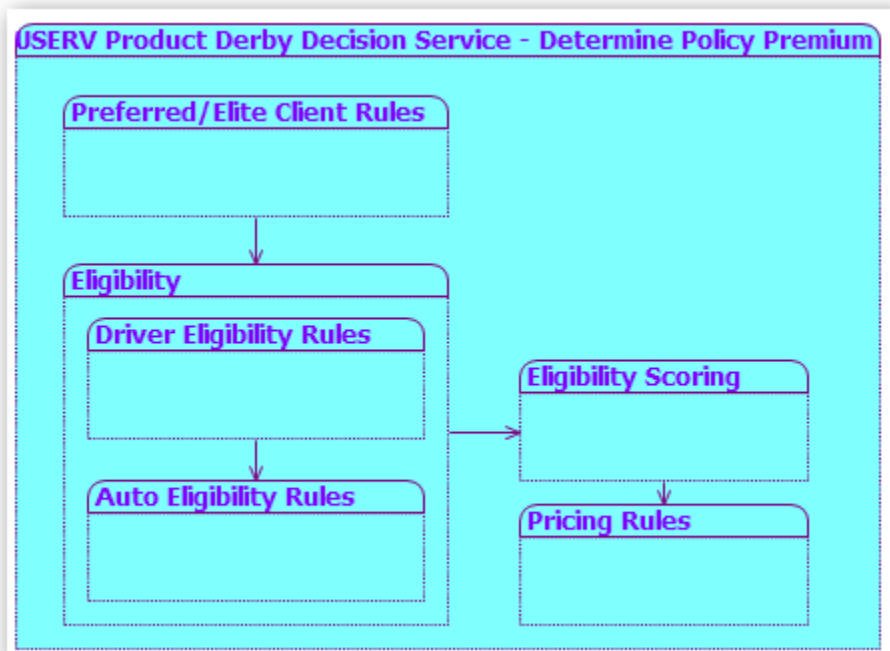 USERV Product Derby Decision Service - Determine Policy Premium
Preferred/Elite Client Rules
Eligibility
Driver Eligibility Rules
Auto Eligibility Rules
Eligibility Scoring
Pricing Rules